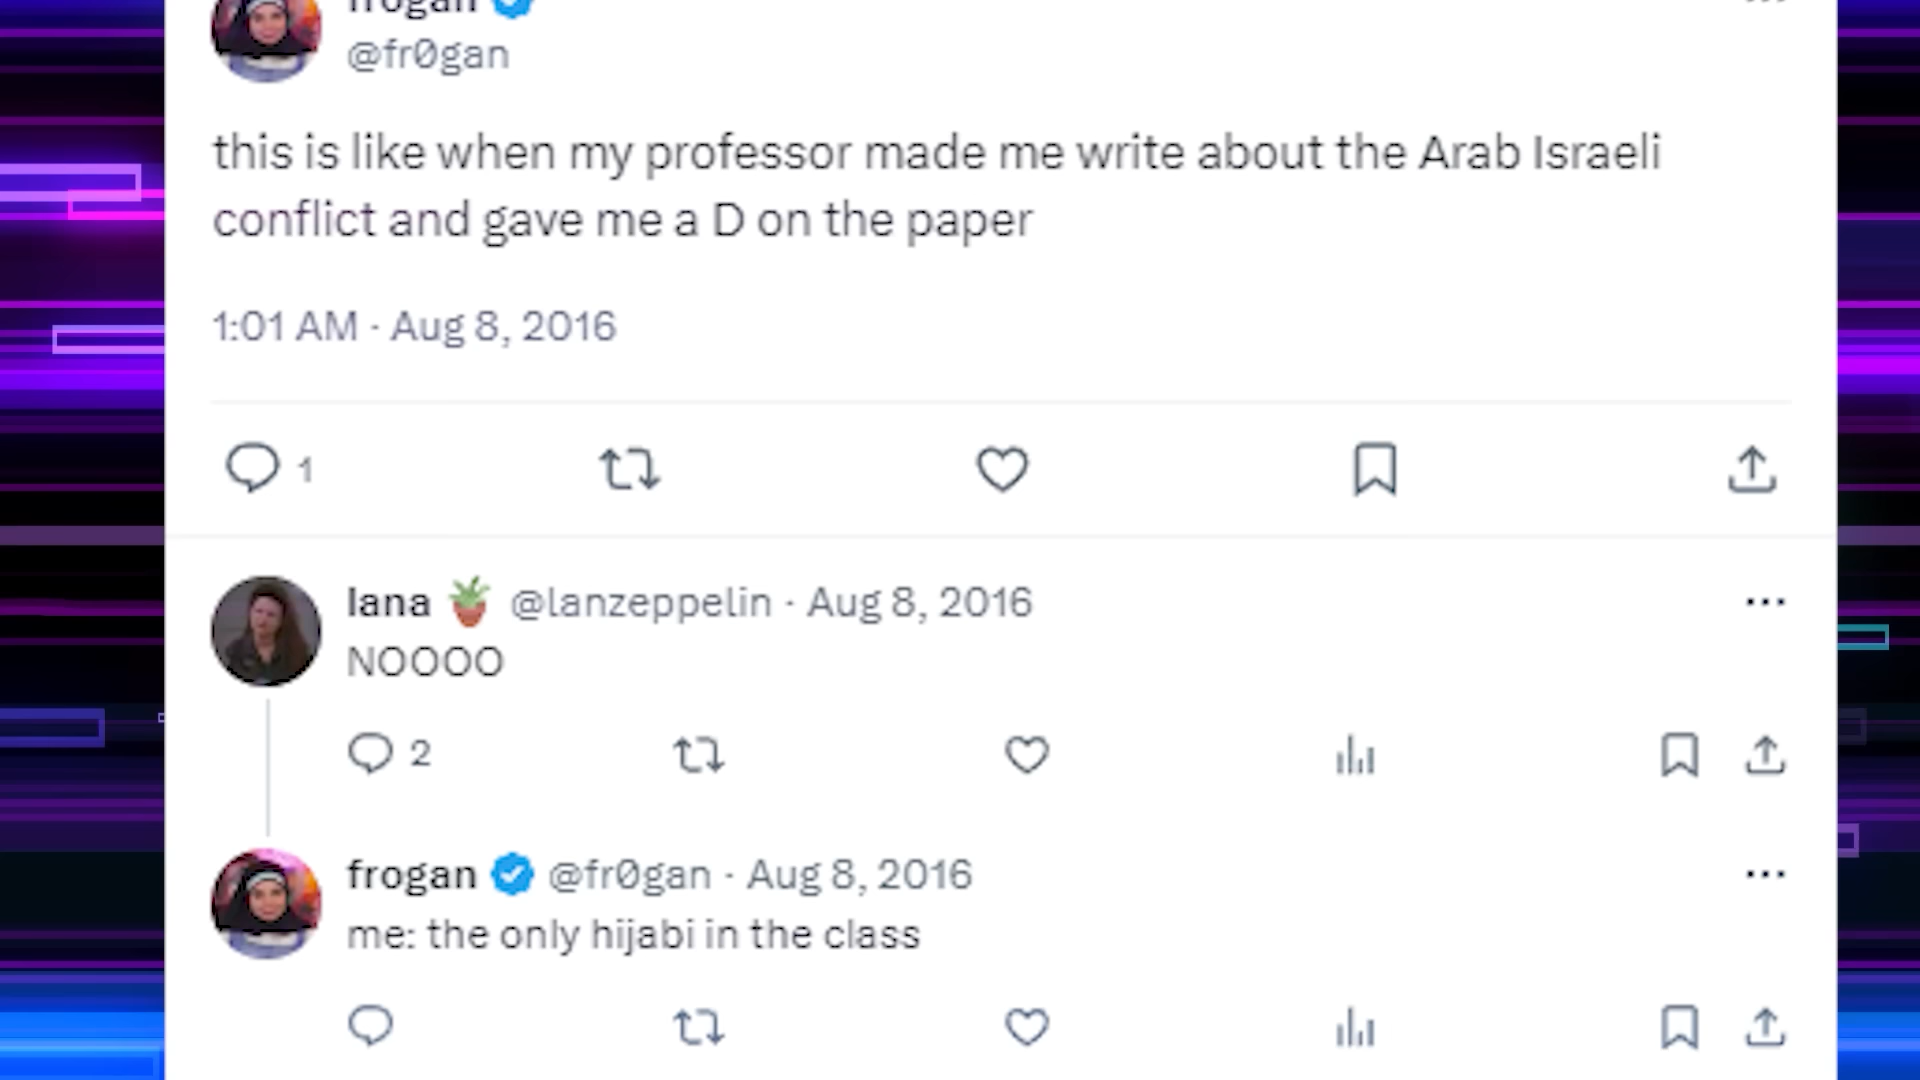 frogan
@fr0gan
this is like when my professor made me write about the Arab Israeli
conflict and gave me a D on the paper
1:01 AM · Aug 8, 2016
1
lana @lanzeppelin · Aug 8, 2016
NOOOO
2
frogan @fr0gan · Aug 8, 2016
me: the only hijabi in the class